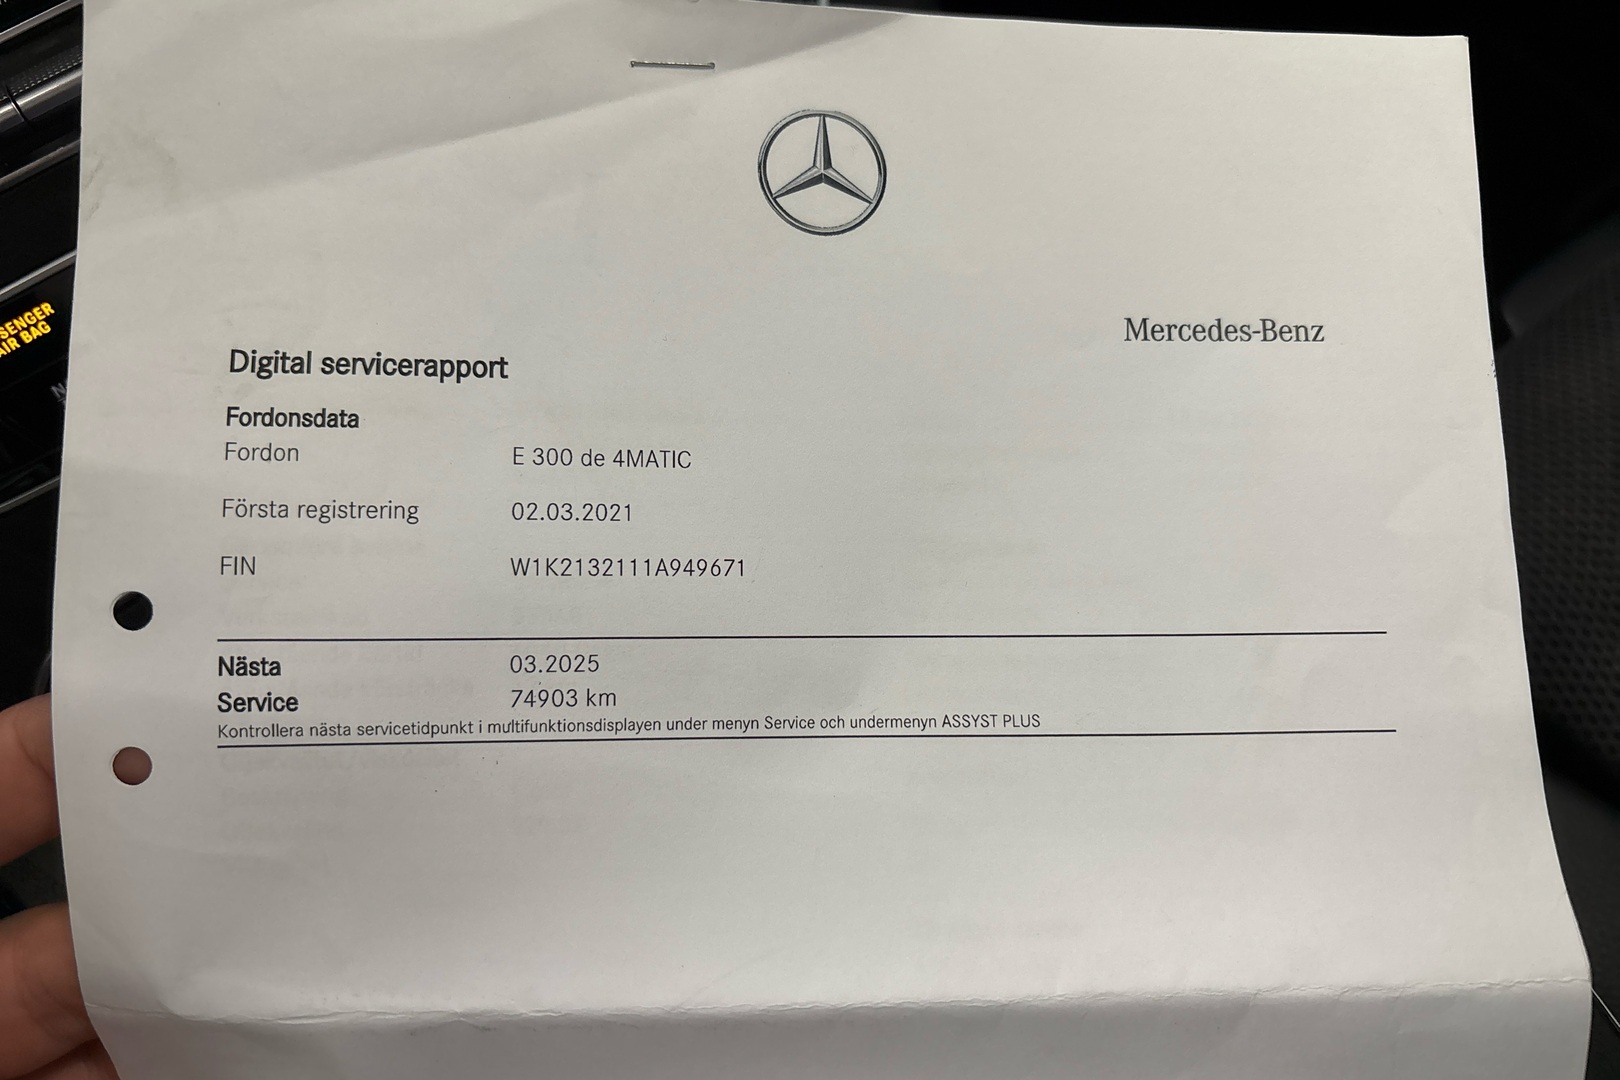 Mercedes-Benz
Digital servicerapport
Fordonsdata
Fordon E 300 de 4MATIC
Första registrering 02.03.2021
FIN W1K2132111A949671
Nästa 03.2025
Service 74903 km
Kontrollera nästa servicetidpunkt i multifunktionsdisplayen under menyn Service och undermenyn ASSYST PLUS
AIR BAG